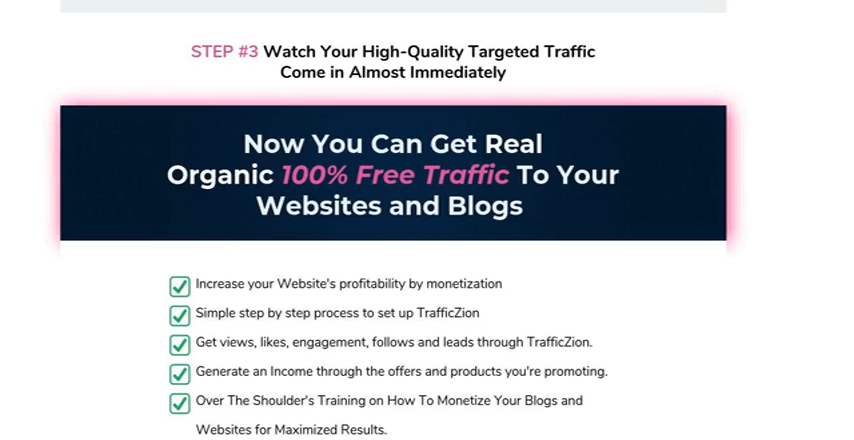 STEP #3 Watch Your High-Quality Targeted Traffic
Come in Almost Immediately
Now You Can Get Real
Organic 100% Free Traffic To Your
Websites and Blogs
Increase your Website's profitability by monetization
Simple step by step process to set up TrafficZion
Get views, likes, engagement, follows and leads through TrafficZion.
Generate an Income through the offers and products you're promoting.
Over The Shoulder's Training on How To Monetize Your Blogs and
Websites for Maximized Results.